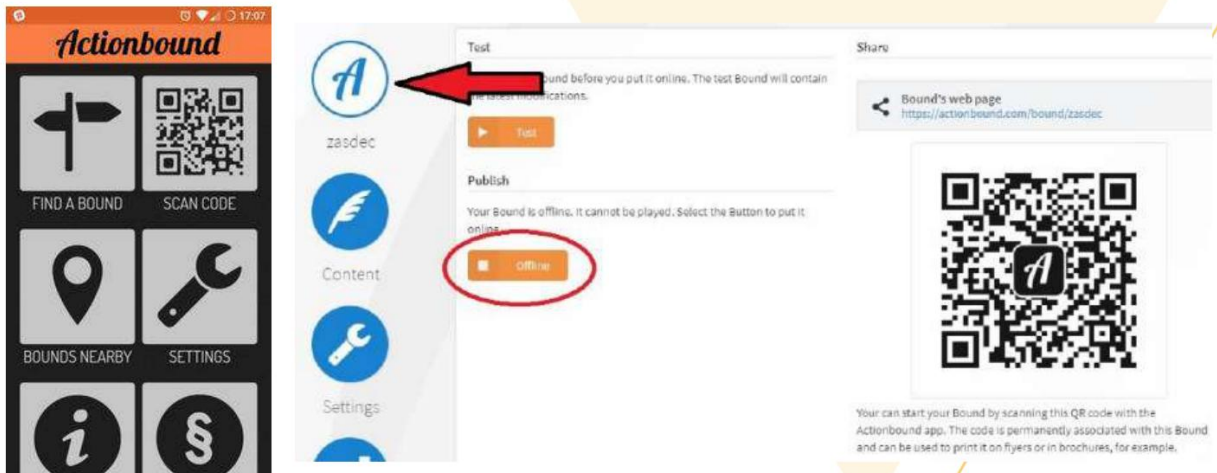 17:07
Actionbound
FIND A BOUND
SCAN CODE
BOUNDS NEARBY
SETTINGS
i
§
A
zasdec
Content
Settings
Test
ound before you put it online. The test Bound will contain
the latest modifications.
Test
Publish
Your Bound is offline. It cannot be played. Select the Button to put it
online.
Offline
Share
Bound's web page
https://actionbound.com/bound/zasdec
A
Your can start your Bound by scanning this QR code with the
Actionbound app. The code is permanently associated with this Bound
and can be used to print it on flyers or in brochures, for example.